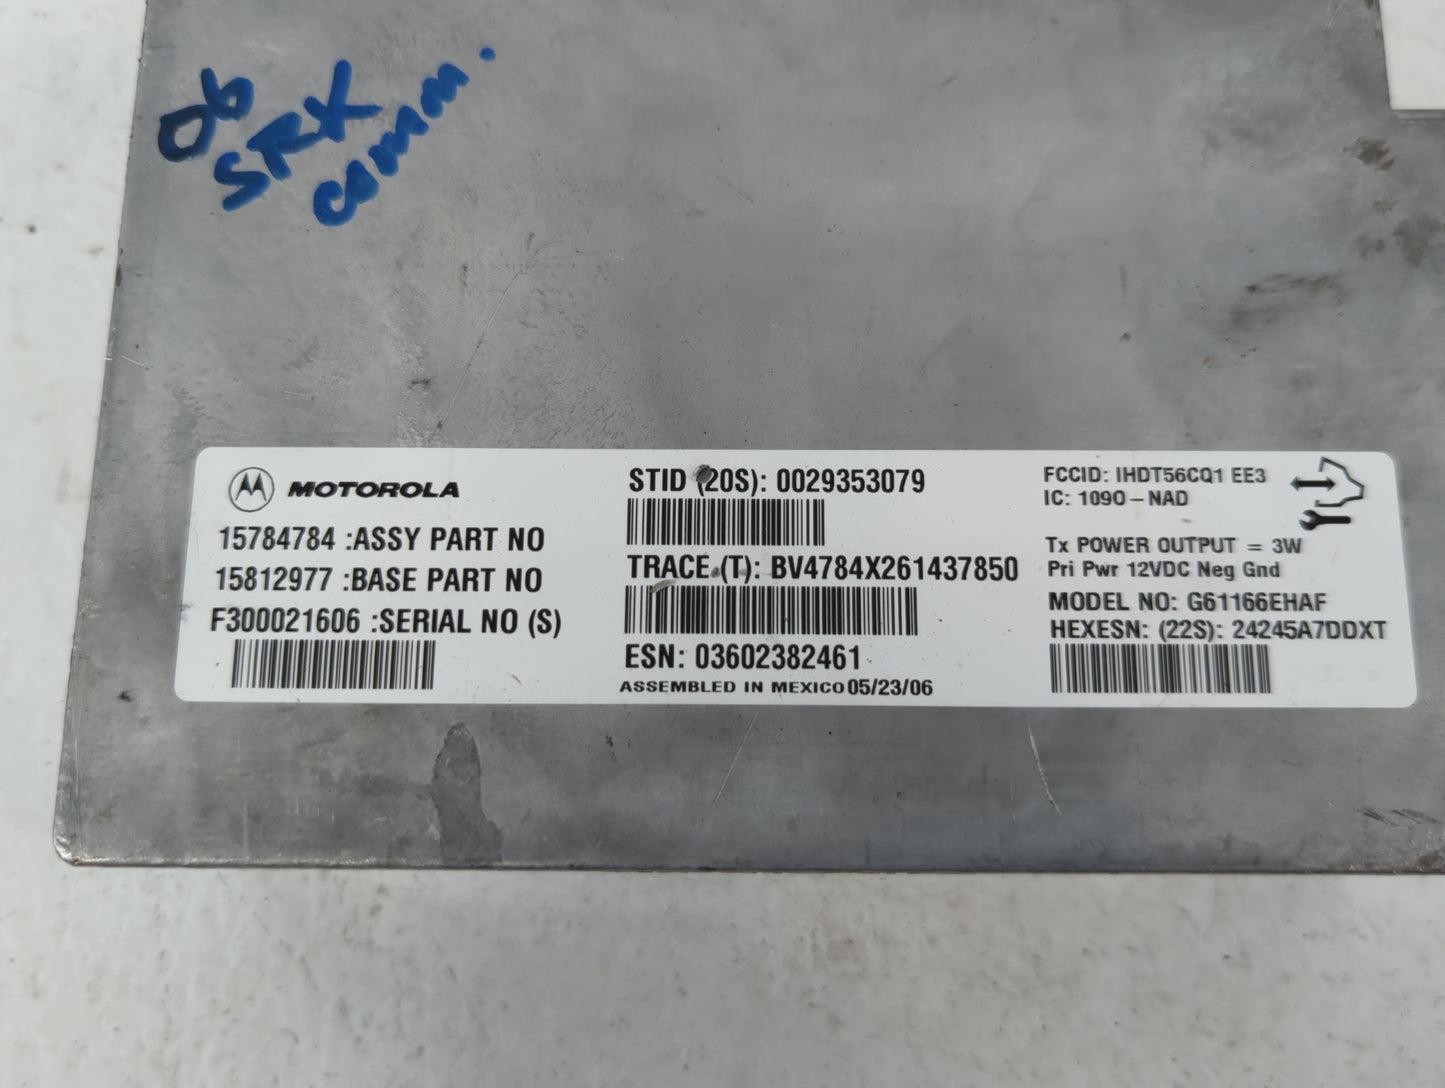 06
SRX
comm.
MOTOROLA
15784784 :ASSY PART NO
15812977 :BASE PART NO
F300021606 :SERIAL NO (S)
STID (20S): 0029353079
TRACE (T): BV4784X261437850
ESN: 03602382461
ASSEMBLED IN MEXICO 05/23/06
FCCID: IHDT56CQ1 EE3
IC: 1090-NAD
Tx POWER OUTPUT = 3W
Pri Pwr 12VDC Neg Gnd
MODEL NO: G61166EHAF
HEXESN: (22S): 24245A7DDXT